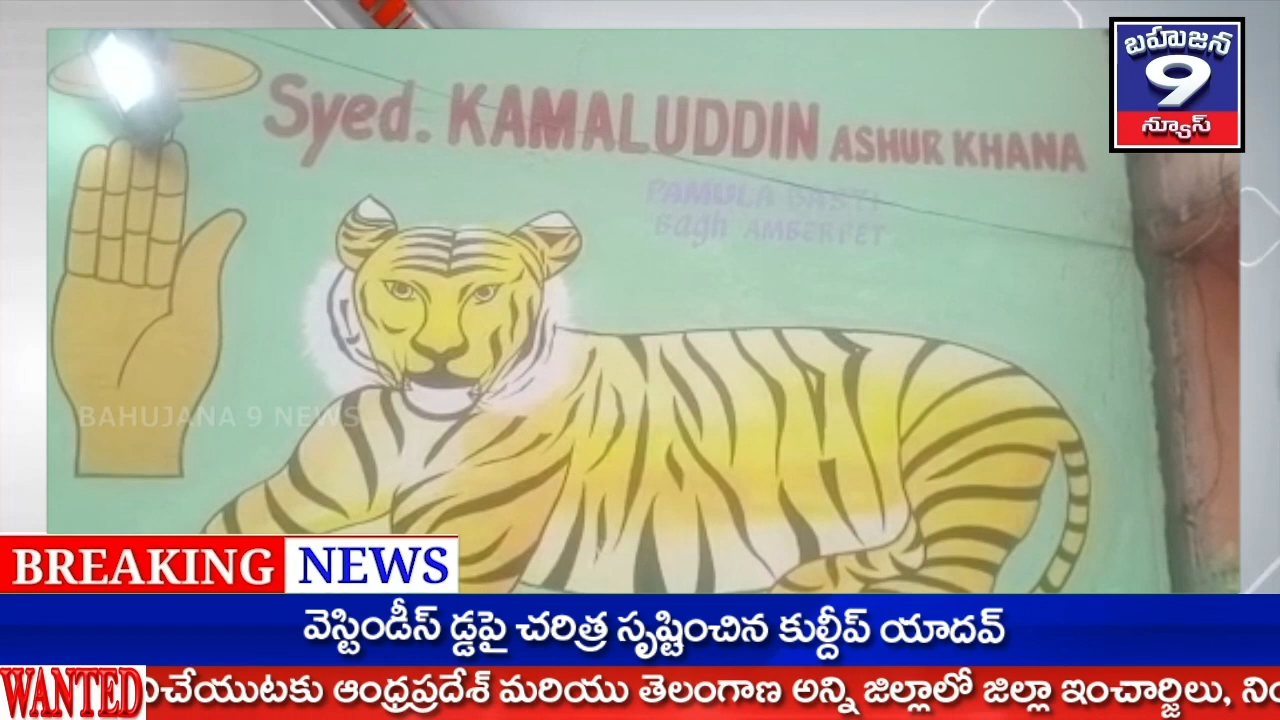 బహుజన
9
న్యూస్
Syed. KAMALUDDIN ASHUR KHANA
PAMULA BASTI
Bagh AMBERPET
BAHUJANA 9 NEWS
BREAKING NEWS
వెస్టిండీస్ డ్డపై చరిత్ర సృష్టించిన కుల్దీప్ యాదవ్
WANTED
ఆంధ్రప్రదేశ్ మరియు తెలంగాణ అన్ని జిల్లాలో జిల్లా ఇంచార్జిలు,